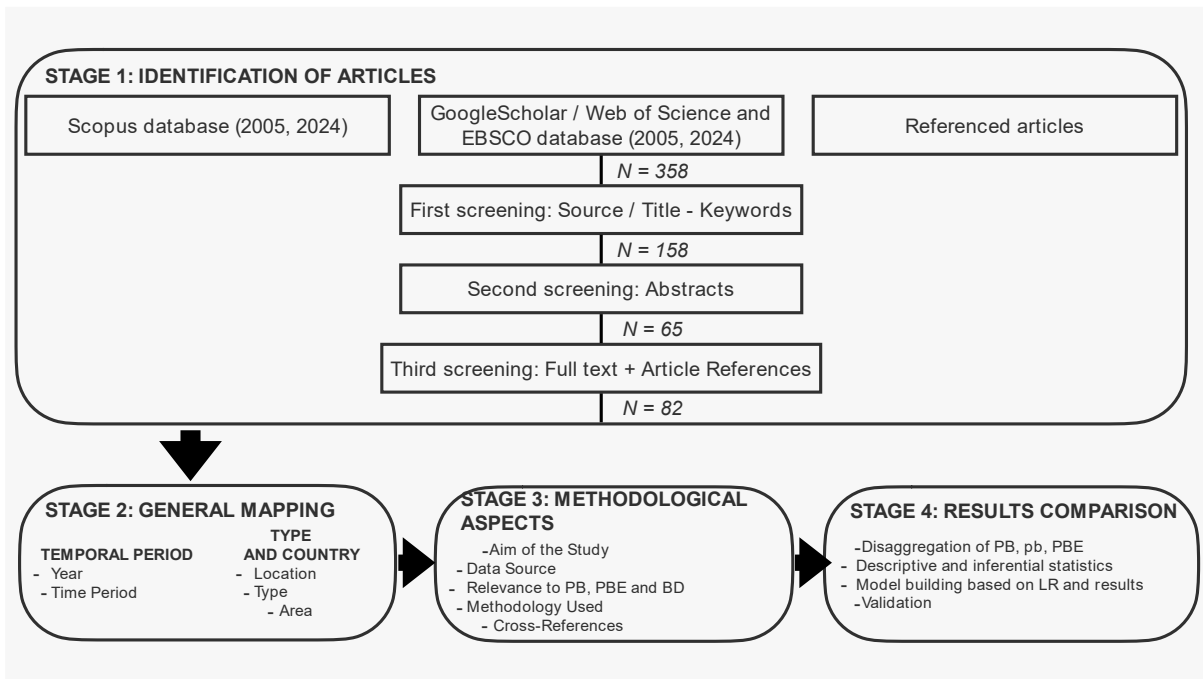 STAGE 1: IDENTIFICATION OF ARTICLES
Scopus database (2005, 2024)
GoogleScholar / Web of Science and
EBSCO database (2005, 2024)
Referenced articles
N = 358
First screening: Source / Title - Keywords
N = 158
Second screening: Abstracts
N = 65
Third screening: Full text + Article References
N = 82
STAGE 2: GENERAL MAPPING
TEMPORAL PERIOD
- Year
- Time Period
TYPE
AND COUNTRY
- Location
- Type
- Area
STAGE 3: METHODOLOGICAL
ASPECTS
-Aim of the Study
- Data Source
- Relevance to PB, PBE and BD
- Methodology Used
- Cross-References
STAGE 4: RESULTS COMPARISON
-Disaggregation of PB, pb, PBE
- Descriptive and inferential statistics
- Model building based on LR and results
-Validation